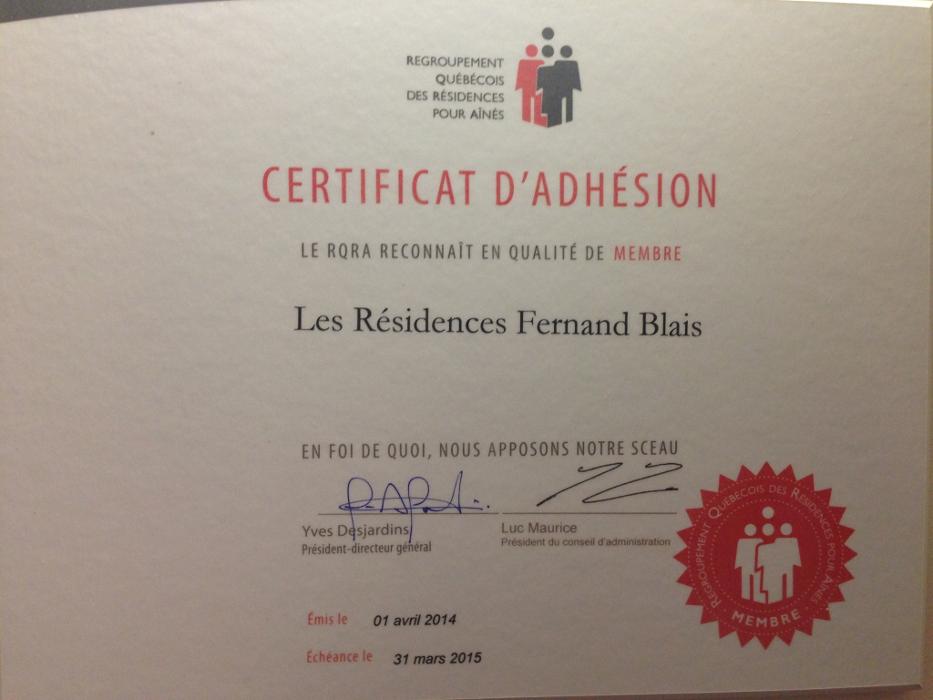 REGROUPEMENT
QUÉBÉCOIS
DES RÉSIDENCES
POUR AÎNÉS
CERTIFICAT D'ADHÉSION
LE RQRA RECONNAÎT EN QUALITÉ DE MEMBRE
Les Résidences Fernand Blais
EN FOI DE QUOI, NOUS APPOSONS NOTRE SCEAU
Yves Desjardins
Président-directeur général
Luc Maurice
Président du conseil d'administration
REGROUPEMENT QUÉBÉCOIS DES RÉSIDENCES POUR AÎNÉS
MEMBRE
Émis le 01 avril 2014
Échéance le 31 mars 2015